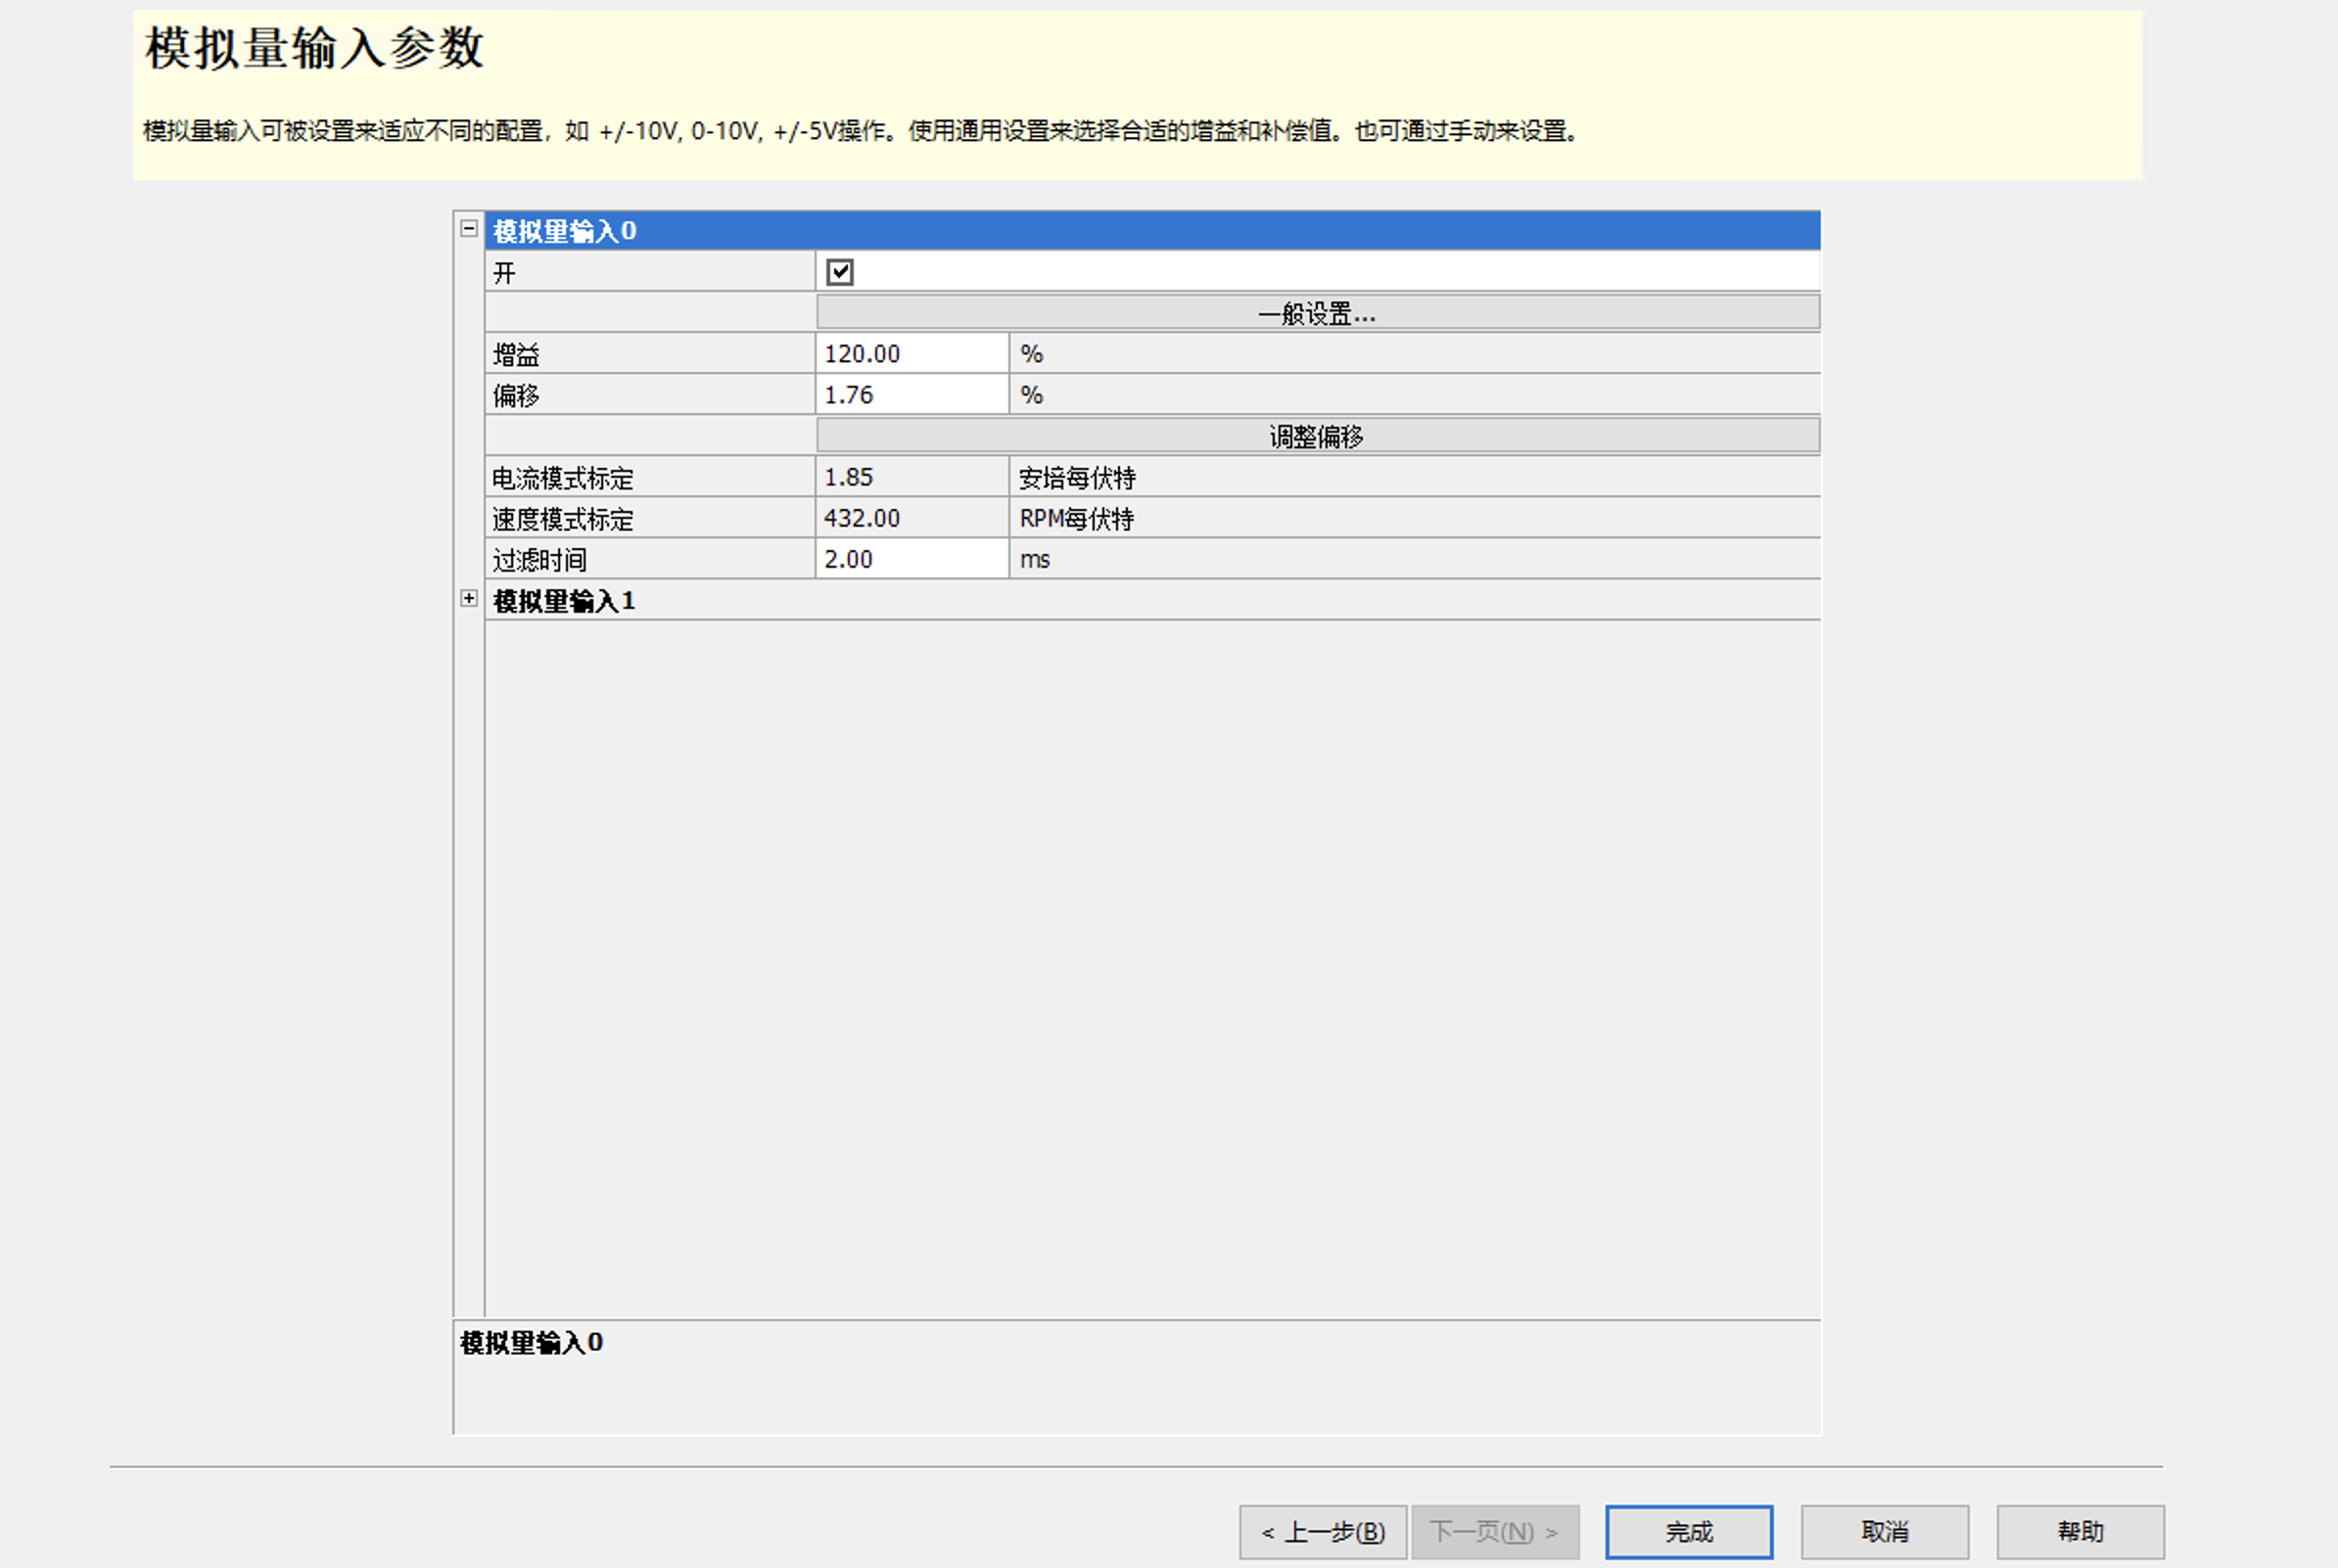 模拟量输入参数
模拟量输入可被设置来适应不同的配置，如 +/-10V, 0-10V, +/-5V操作。使用通用设置来选择合适的增益和补偿值。也可通过手动来设置。
模拟量输入0
开
一般设置...
增益 120.00 %
偏移 1.76 %
调整偏移
电流模式标定 1.85 安培每伏特
速度模式标定 432.00 RPM每伏特
过滤时间 2.00 ms
模拟量输入1
模拟量输入0
< 上一步(B) 下一页(N) > 完成 取消 帮助